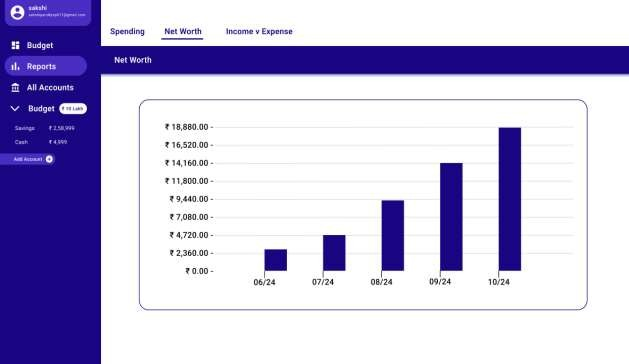 sakshi
Budget
Reports
All Accounts
Budget ₹ 10 Lakh
Savings ₹ 2,58,999
Cash ₹ 4,999
Add Account +
Spending Net Worth Income v Expense
Net Worth
₹ 18,880.00 -
₹ 16,520.00 -
₹ 14,160.00 -
₹ 11,800.00 -
₹ 9,440.00 -
₹ 7,080.00 -
₹ 4,720.00 -
₹ 2,360.00 -
₹ 0.00 -
06/24 07/24 08/24 09/24 10/24